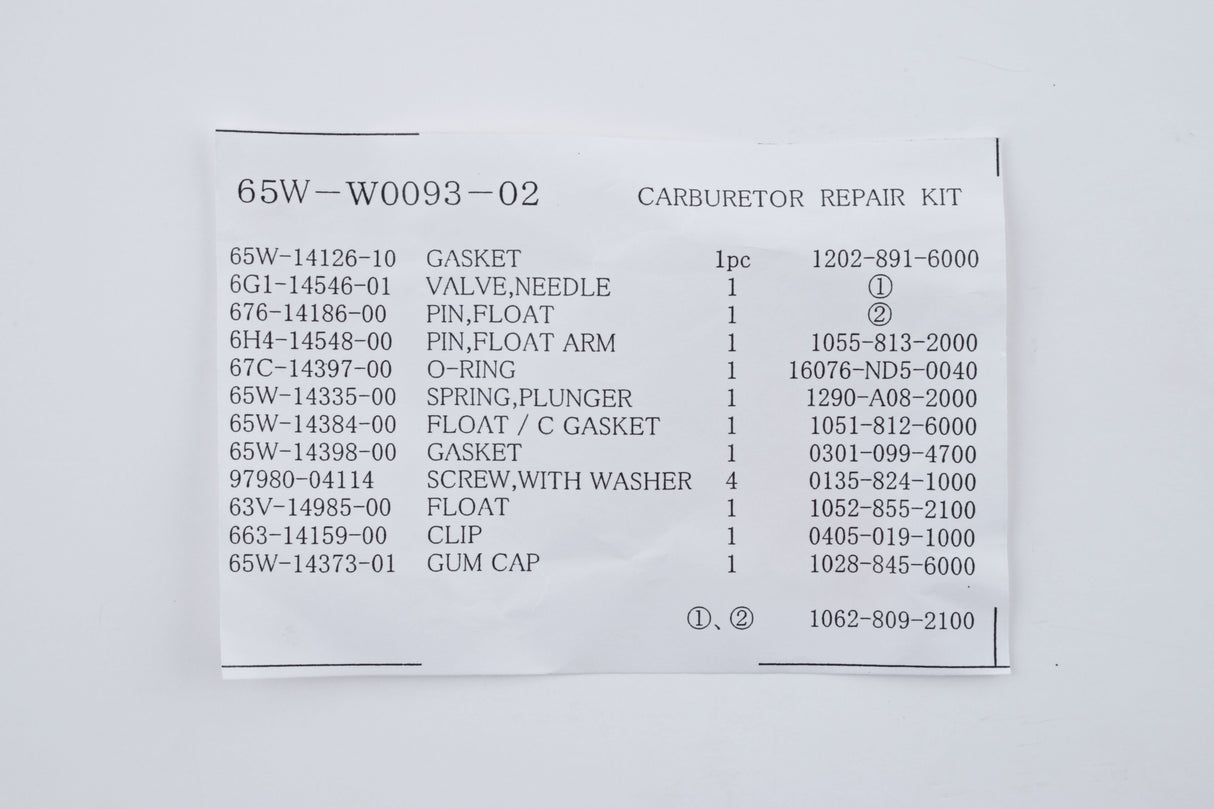 65W-W0093-02 CARBURETOR REPAIR KIT
65W-14126-10 GASKET 1pc 1202-891-6000
6G1-14546-01 VALVE,NEEDLE 1 ①
676-14186-00 PIN,FLOAT 1 ②
6H4-14548-00 PIN,FLOAT ARM 1 1055-813-2000
67C-14397-00 O-RING 1 16076-ND5-0040
65W-14335-00 SPRING,PLUNGER 1 1290-A08-2000
65W-14384-00 FLOAT / C GASKET 1 1051-812-6000
65W-14398-00 GASKET 1 0301-099-4700
97980-04114 SCREW,WITH WASHER 4 0135-824-1000
63V-14985-00 FLOAT 1 1052-855-2100
663-14159-00 CLIP 1 0405-019-1000
65W-14373-01 GUM CAP 1 1028-845-6000
①、② 1062-809-2100